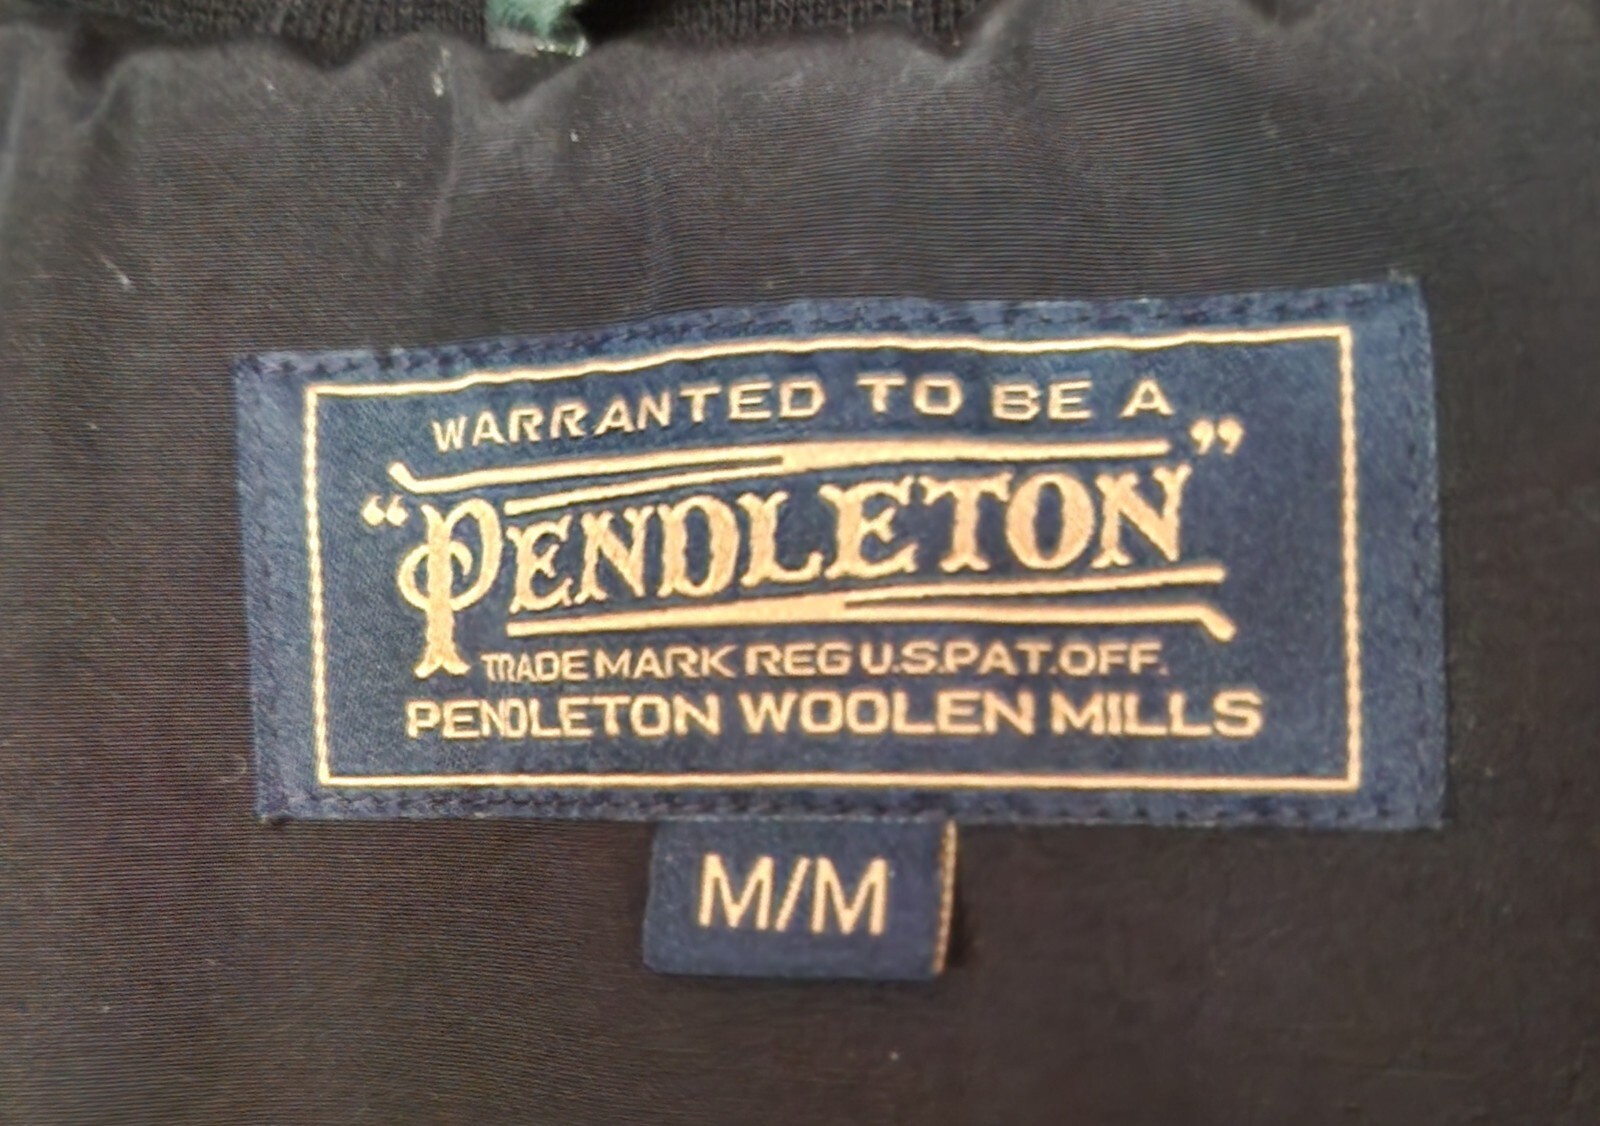 WARRANTED TO BE A
“PENDLETON”
TRADE MARK REG U.S.PAT.OFF.
PENDLETON WOOLEN MILLS
M/M